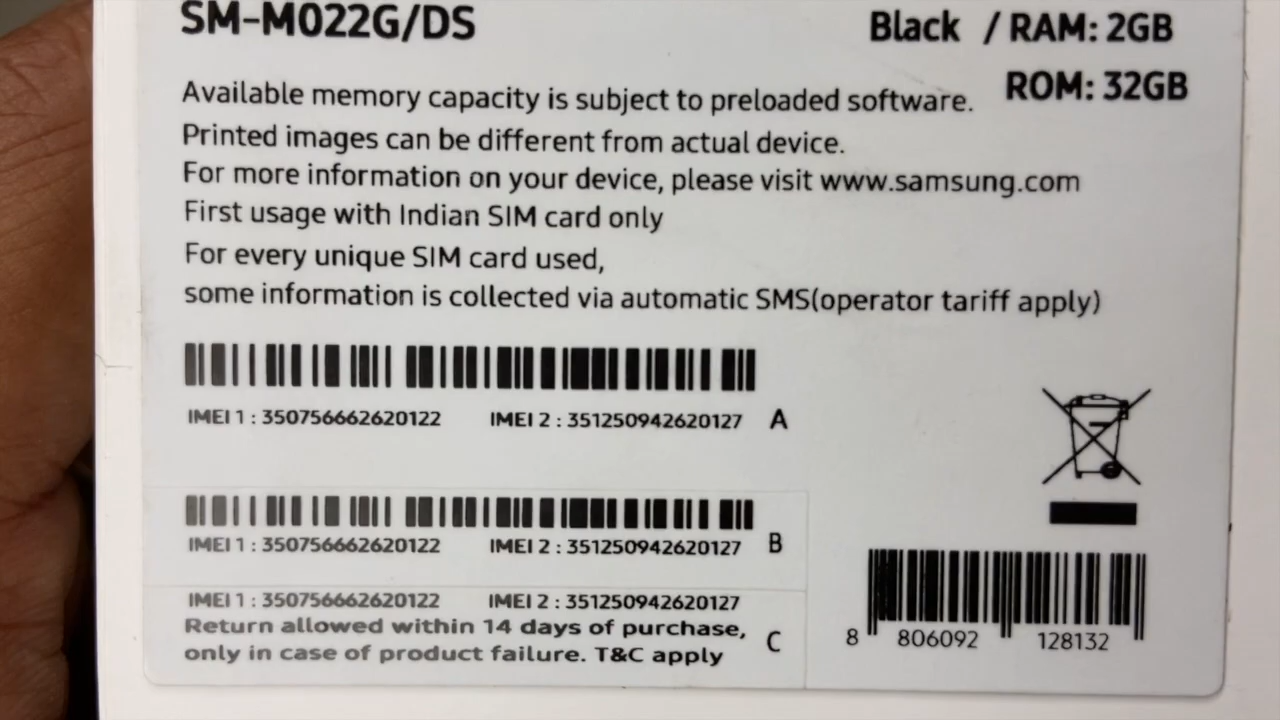 SM-M022G/DS
Black / RAM: 2GB
ROM: 32GB
Available memory capacity is subject to preloaded software.
Printed images can be different from actual device.
For more information on your device, please visit www.samsung.com
First usage with Indian SIM card only
For every unique SIM card used,
some information is collected via automatic SMS(operator tariff apply)
IMEI 1 : 350756662620122 IMEI 2 : 351250942620127 A
IMEI 1 : 350756662620122 IMEI 2 : 351250942620127 B
IMEI 1 : 350756662620122 IMEI 2 : 351250942620127
Return allowed within 14 days of purchase,
only in case of product failure. T&C apply C
8 806092 128132